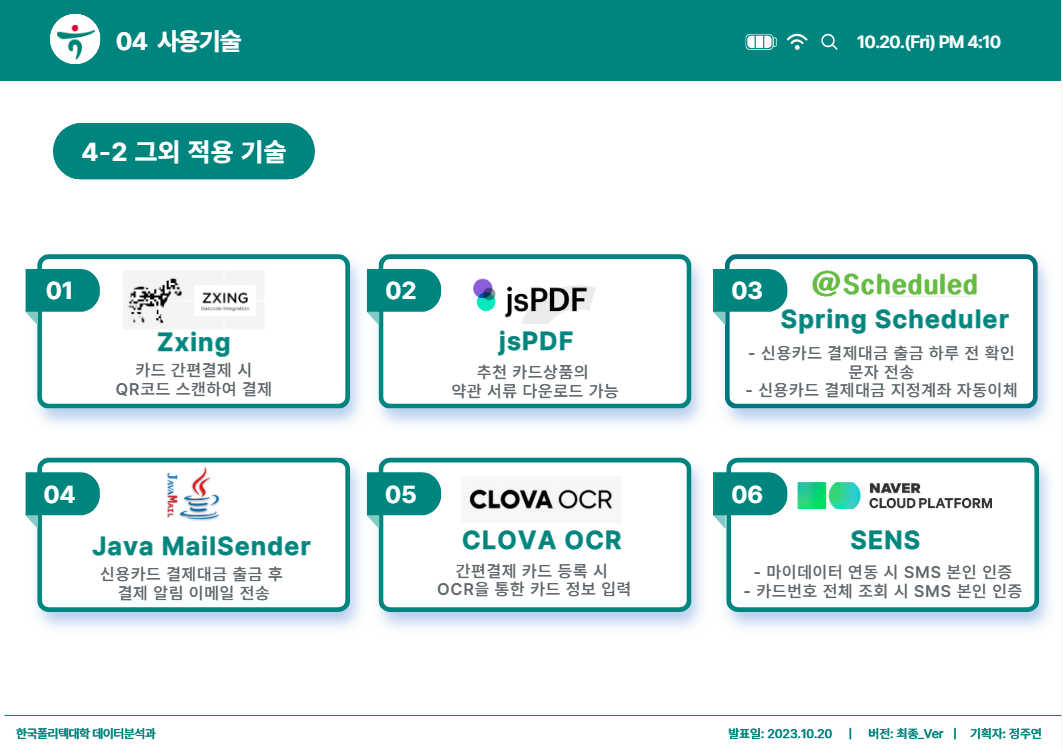 04 사용기술
10.20.(Fri) PM 4:10
4-2 그외 적용 기술
01
ZXING
Barcode Integration
Zxing
카드 간편결제 시
QR코드 스캔하여 결제
02
jsPDF
jsPDF
추천 카드상품의
약관 서류 다운로드 가능
03
@Scheduled
Spring Scheduler
- 신용카드 결제대금 출금 하루 전 확인
문자 전송
- 신용카드 결제대금 지정계좌 자동이체
04
JAVAMAIL
Java MailSender
신용카드 결제대금 출금 후
결제 알림 이메일 전송
05
CLOVA OCR
CLOVA OCR
간편결제 카드 등록 시
OCR을 통한 카드 정보 입력
06
NAVER
CLOUD PLATFORM
SENS
- 마이데이터 연동 시 SMS 본인 인증
- 카드번호 전체 조회 시 SMS 본인 인증
한국폴리텍대학 데이터분석과
발표일: 2023.10.20 | 버전: 최종_Ver | 기획자: 정주연